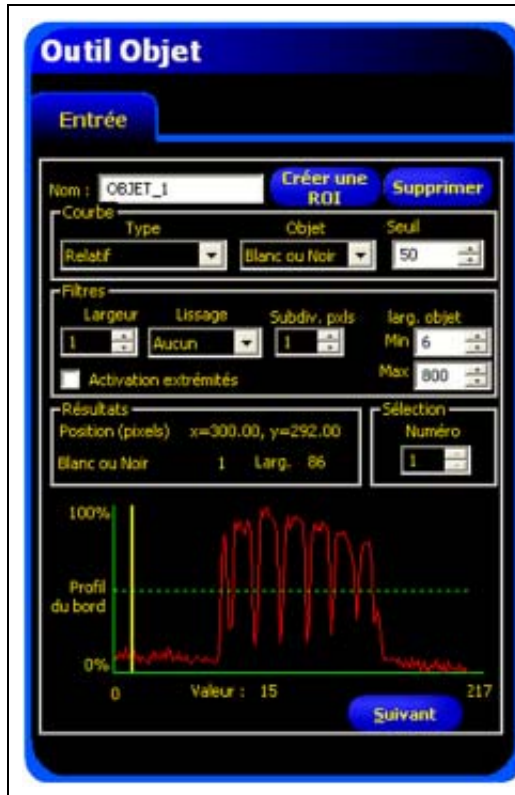 Outil Objet
Entrée
Nom : OBJET_1 Créer une ROI Supprimer
Courbe
Type Objet Seuil
Relatif Blanc ou Noir 50
Filtres
Largeur Lissage Subdiv. pxls larg. objet
1 Aucun 1 Min 6
Activation extrémités Max 800
Résultats Sélection
Position (pixels) x=300.00, y=292.00 Numéro
Blanc ou Noir 1 Larg. 86 1
100%
Profil du bord
0%
0 Valeur : 15 217
Suivant